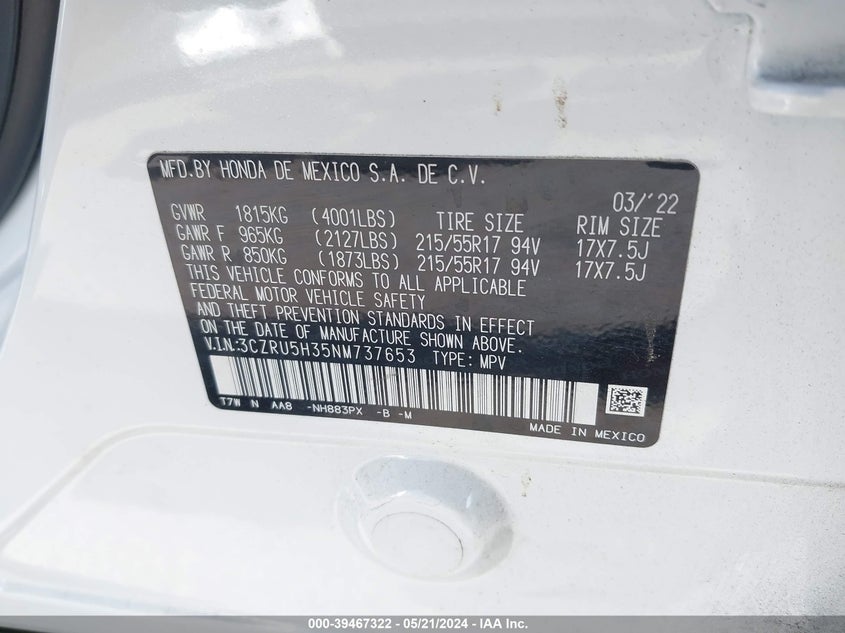 MFD.BY HONDA DE MEXICO S.A. DE C.V.
03/'22
GVWR 1815KG (4001LBS) TIRE SIZE RIM SIZE
GAWR F 965KG (2127LBS) 215/55R17 94V 17X7.5J
GAWR R 850KG (1873LBS) 215/55R17 94V 17X7.5J
THIS VEHICLE CONFORMS TO ALL APPLICABLE
FEDERAL MOTOR VEHICLE SAFETY
AND THEFT PREVENTION STANDARDS IN EFFECT
ON THE DATE OF MANUFACTURE SHOWN ABOVE.
V.I.N:3CZRU5H35NM737653 TYPE: MPV
T7W N AA8 -NH883PX -B -M
MADE IN MEXICO
000-39467322 - 05/21/2024 - IAAI.com